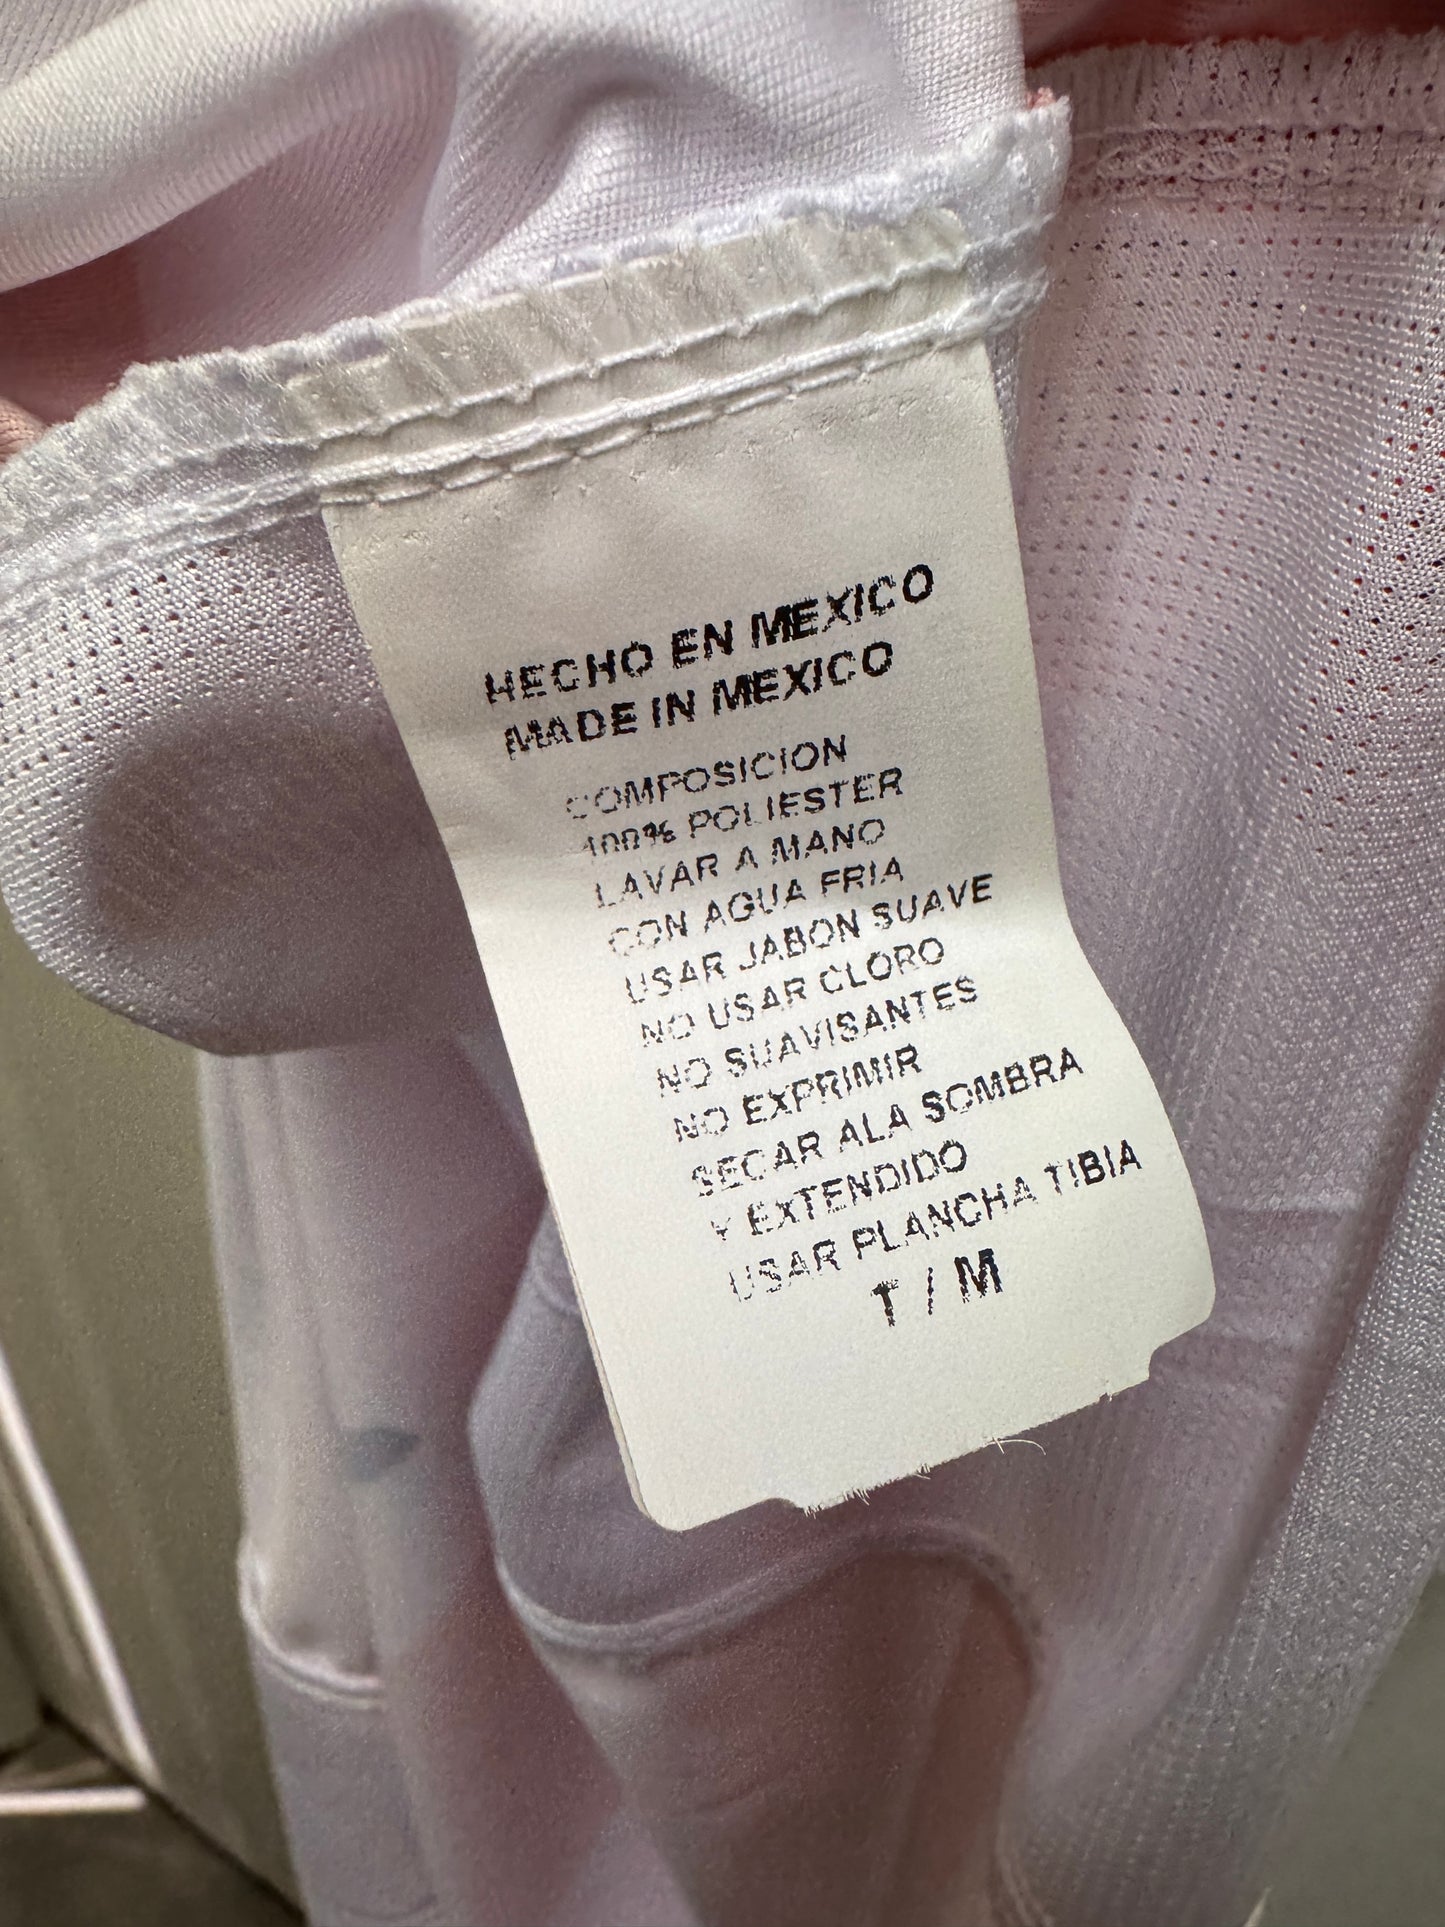 HECHO EN MEXICO
MADE IN MEXICO
COMPOSICION
100% POLIESTER
LAVAR A MANO
CON AGUA FRIA
USAR JABON SUAVE
NO USAR CLORO
NO SUAVISANTES
NO EXPRIMIR
SECAR ALA SOMBRA
Y EXTENDIDO
USAR PLANCHA TIBIA
T / M